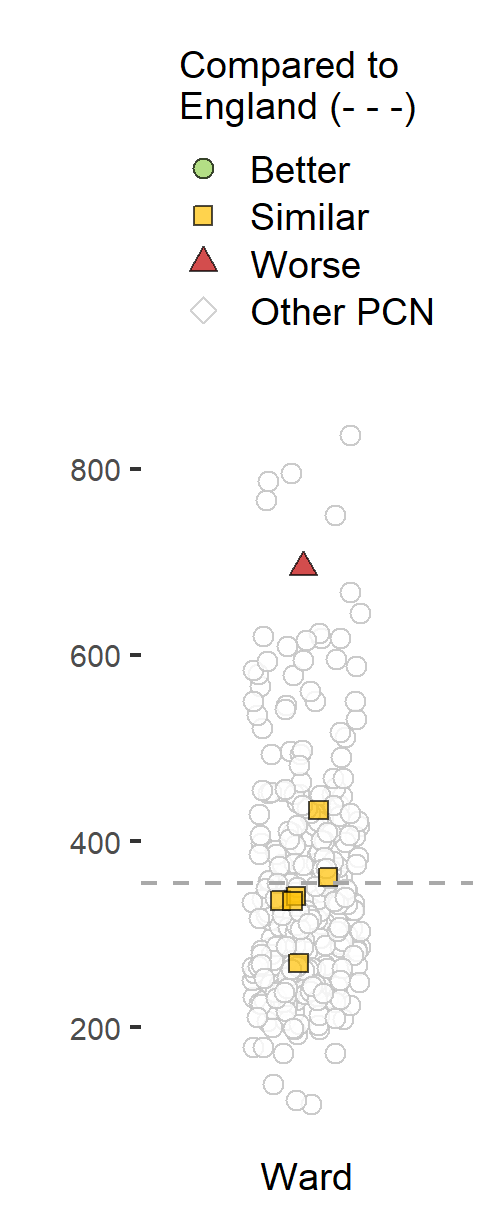 Compared to
England (- - -)
Better
Similar
Worse
Other PCN
800
600
400
200
Ward